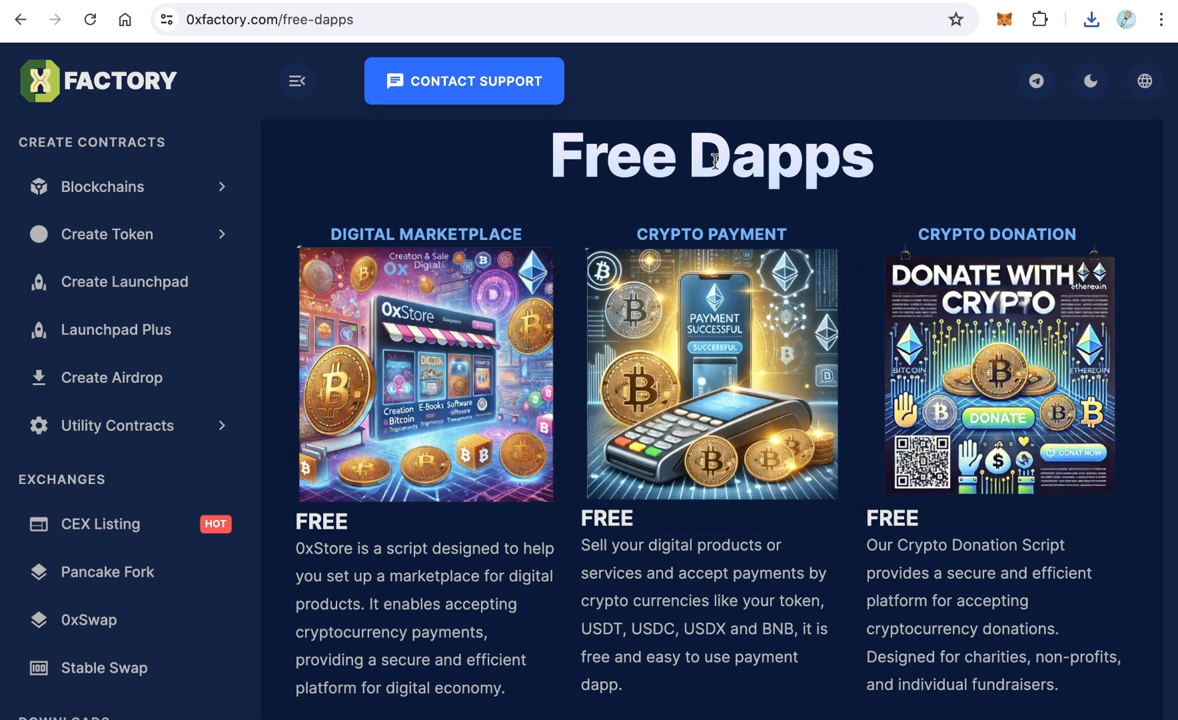 0xfactory.com/free-dapps
FACTORY
CONTACT SUPPORT
CREATE CONTRACTS
Blockchains
Create Token
Create Launchpad
Launchpad Plus
Create Airdrop
Utility Contracts
EXCHANGES
CEX Listing
HOT
Pancake Fork
0xSwap
Stable Swap
Free Dapps
DIGITAL MARKETPLACE
Creaton & Sale
0x Digitai
0xStore
FREE
0xStore is a script designed to help
you set up a marketplace for digital
products. It enables accepting
cryptocurrency payments,
providing a secure and efficient
platform for digital economy.
CRYPTO PAYMENT
PAYMENT
SUCCESSFUL
SUCCESSFUL
FREE
Sell your digital products or
services and accept payments by
crypto currencies like your token,
USDT, USDC, USDX and BNB, it is
free and easy to use payment
dapp.
CRYPTO DONATION
DONATE WITH
CRYPTO
BITCOIN
DONATE
FREE
Our Crypto Donation Script
provides a secure and efficient
platform for accepting
cryptocurrency donations.
Designed for charities, non-profits,
and individual fundraisers.